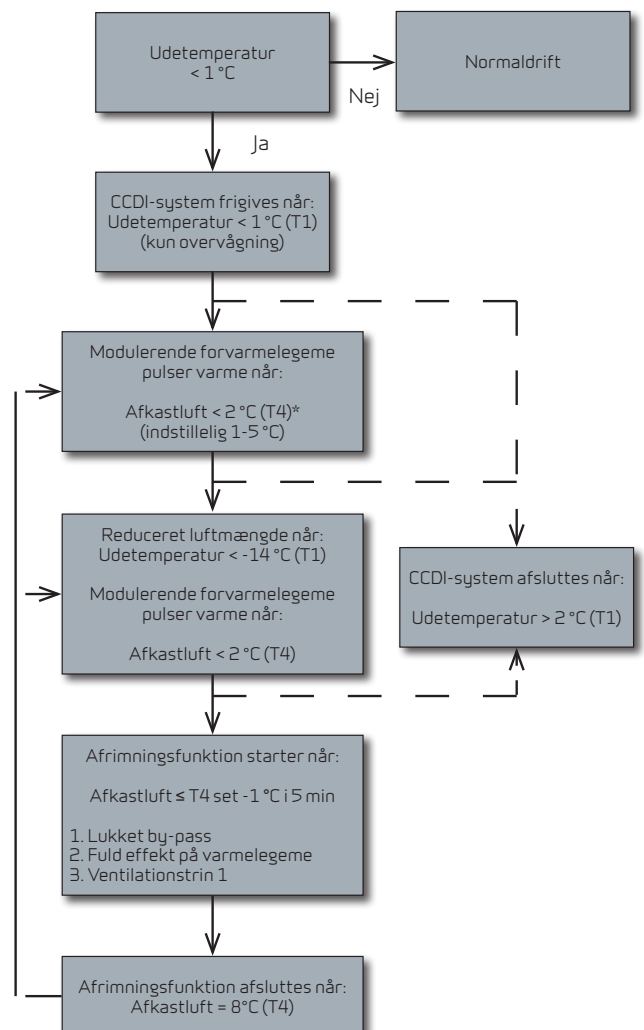 Udetemperatur
< 1 °C
Normaldrift
Nej
Ja
CCDI-system frigives når:
Udetemperatur < 1 °C (T1)
(kun overvågning)
Modulerende forvarmelegeme
pulser varme når:
Afkastluft < 2 °C (T4)*
(indstillelig 1-5 °C)
Reduceret luftmængde når:
Udetemperatur < -14 °C (T1)
Modulerende forvarmelegeme
pulser varme når:
Afkastluft < 2 °C (T4)
CCDI-system afsluttes når:
Udetemperatur > 2 °C (T1)
Afrimningsfunktion starter når:
Afkastluft ≤ T4 set -1 °C i 5 min
1. Lukket by-pass
2. Fuld effekt på varmelegeme
3. Ventilationstrin 1
Afrimningsfunktion afsluttes når:
Afkastluft = 8°C (T4)